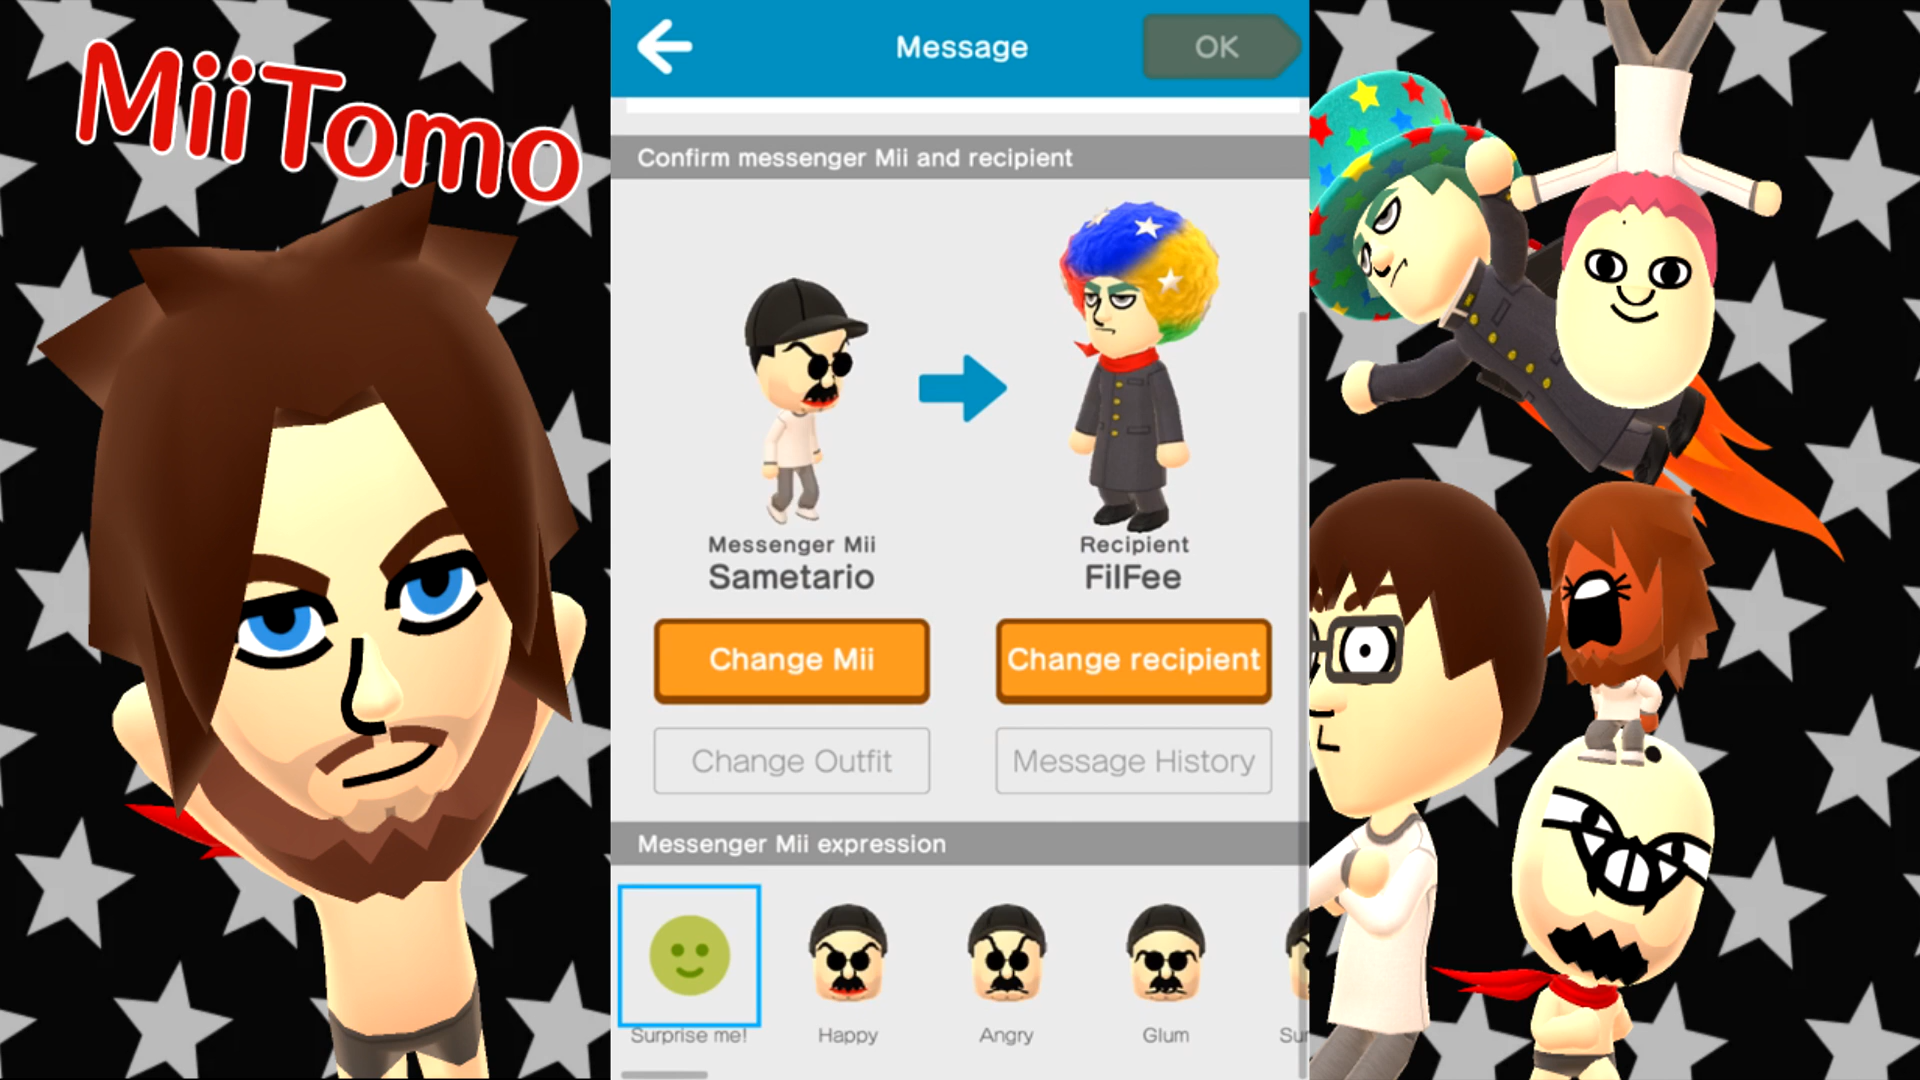 MiiTomo
Message
OK
Confirm messenger Mii and recipient
Messenger Mii
Sametario
Recipient
FilFee
Change Mii
Change recipient
Change Outfit
Message History
Messenger Mii expression
Surprise me!
Happy
Angry
Glum
Sur